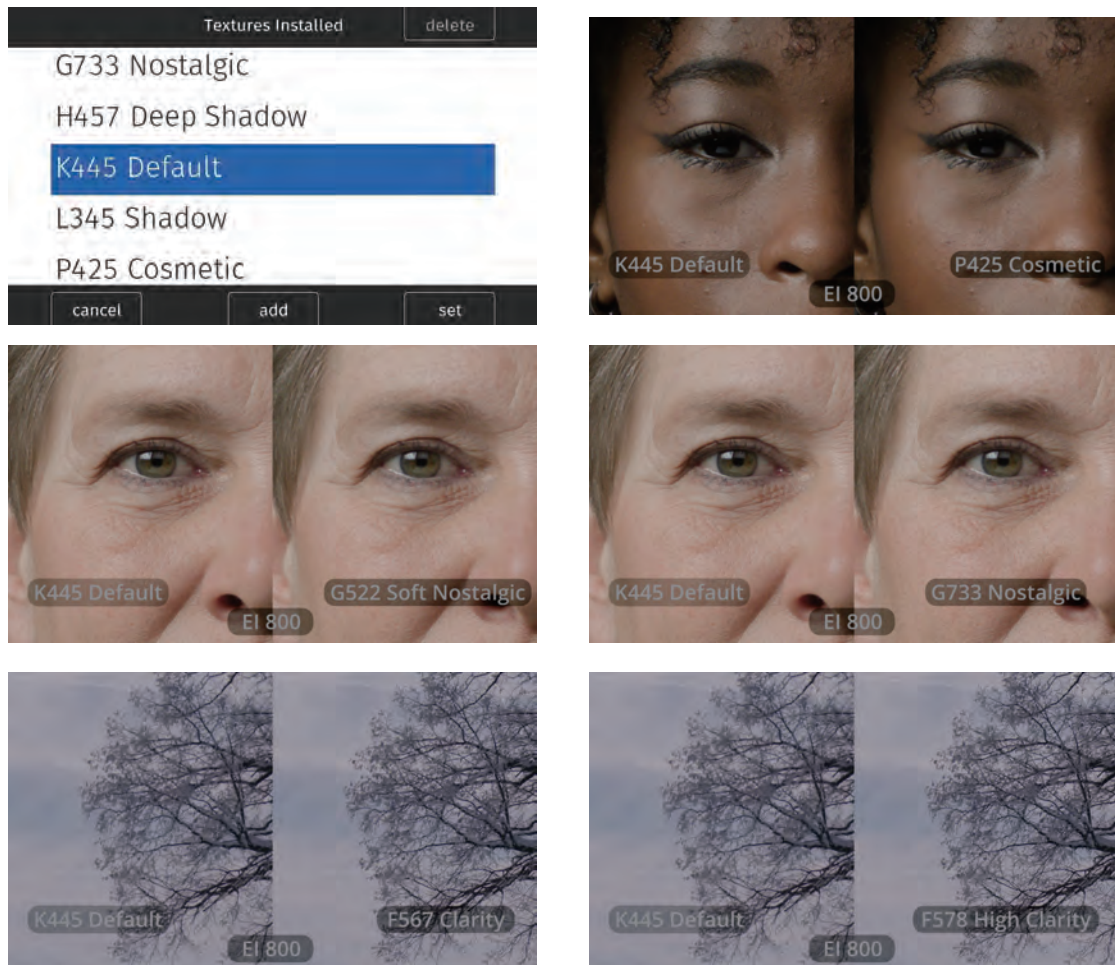 Textures Installed delete
G733 Nostalgic
H457 Deep Shadow
K445 Default
L345 Shadow
P425 Cosmetic
cancel add set
K445 Default P425 Cosmetic
EI 800
K445 Default G522 Soft Nostalgic
EI 800
K445 Default G733 Nostalgic
EI 800
K445 Default F567 Clarity
EI 800
K445 Default F578 High Clarity
EI 800